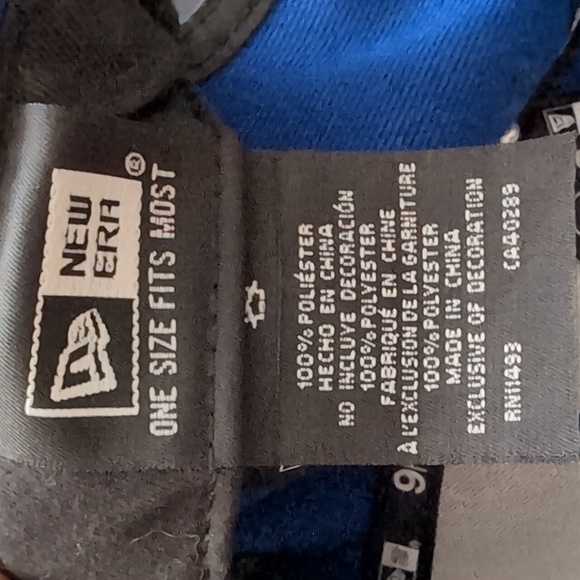 NEW
ERA®
ONE SIZE FITS MOST
100% POLIÉSTER
HECHO EN CHINA
NO INCLUYE DECORACIÓN
100% POLYESTER
FABRIQUÉ EN CHINE
À L'EXCLUSION DE LA GARNITURE
100% POLYESTER
MADE IN CHINA
EXCLUSIVE OF DECORATION
RN11493 CA40289
9